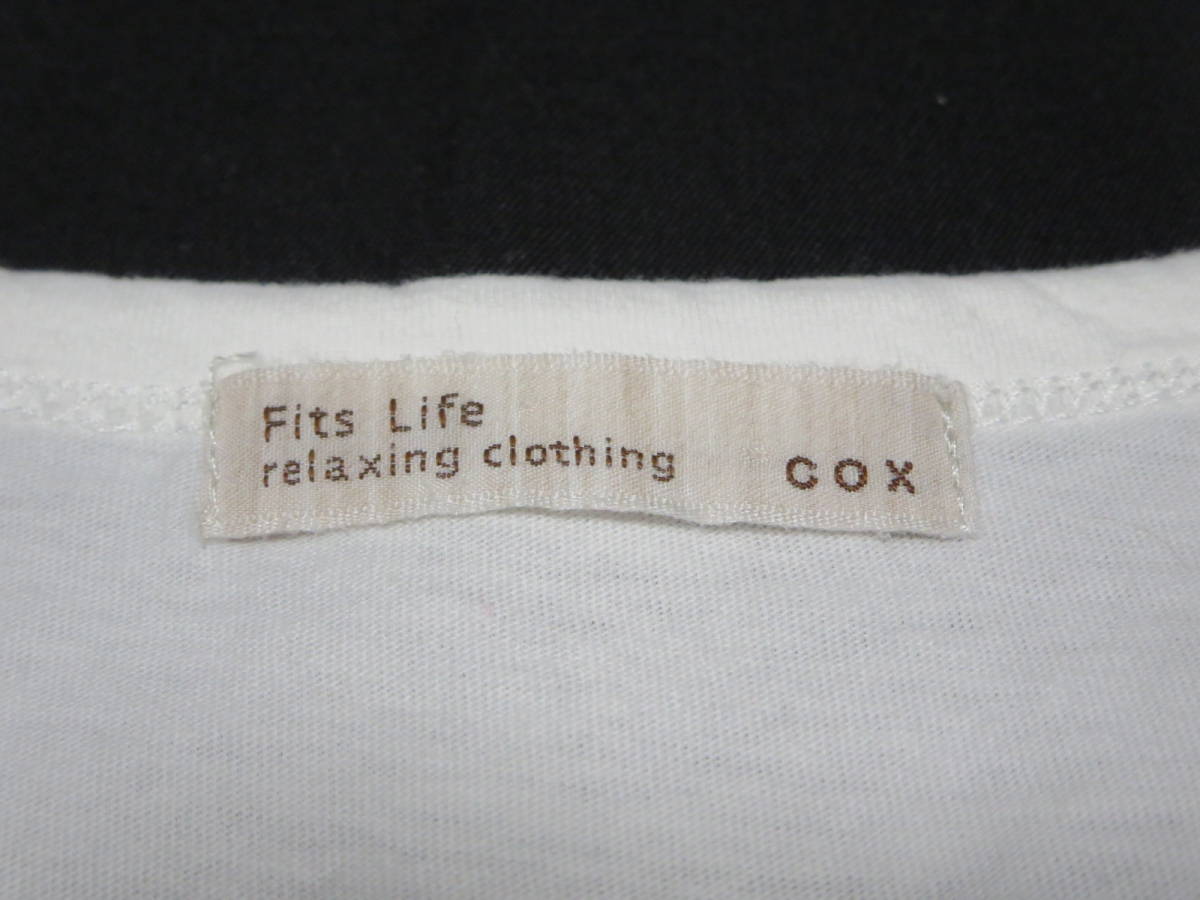 Fits Life
relaxing clothing
cox